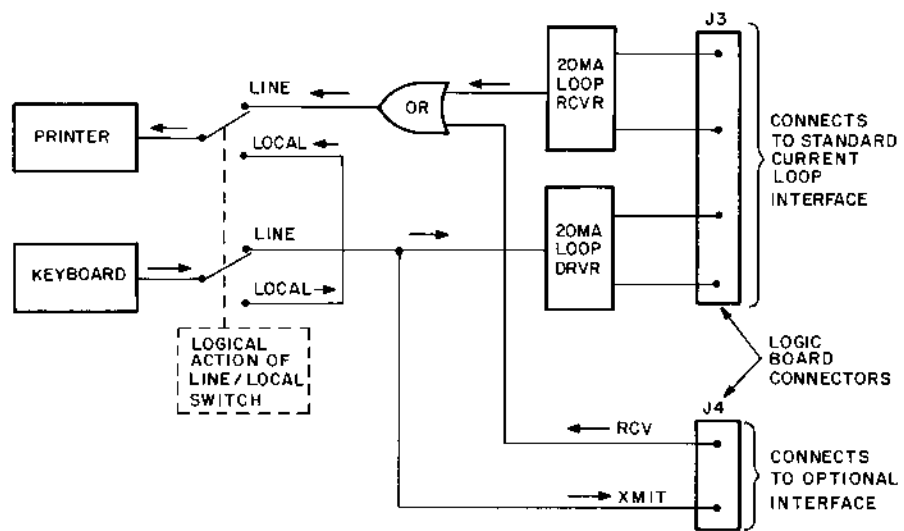 J3
LINE
OR
20MA
LOOP
RCVR
PRINTER
LOCAL
CONNECTS
TO STANDARD
CURRENT
LOOP
INTERFACE
KEYBOARD
LINE
LOCAL
20MA
LOOP
DRVR
LOGICAL
ACTION OF
LINE/LOCAL
SWITCH
LOGIC
BOARD
CONNECTORS
J4
RCV
XMIT
CONNECTS
TO OPTIONAL
INTERFACE